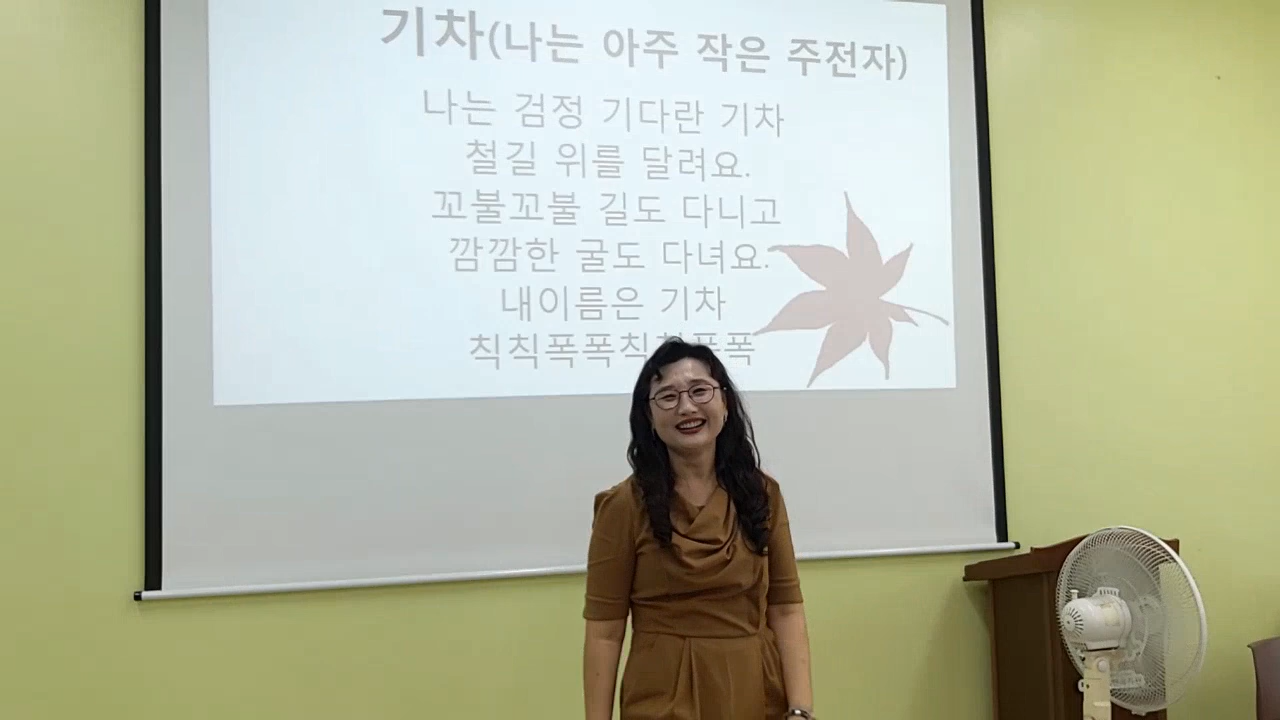 기차(나는 아주 작은 주전자)
나는 검정 기다란 기차
철길 위를 달려요.
꼬불꼬불 길도 다니고
깜깜한 굴도 다녀요.
내이름은 기차
칙칙폭폭칙칙폭폭